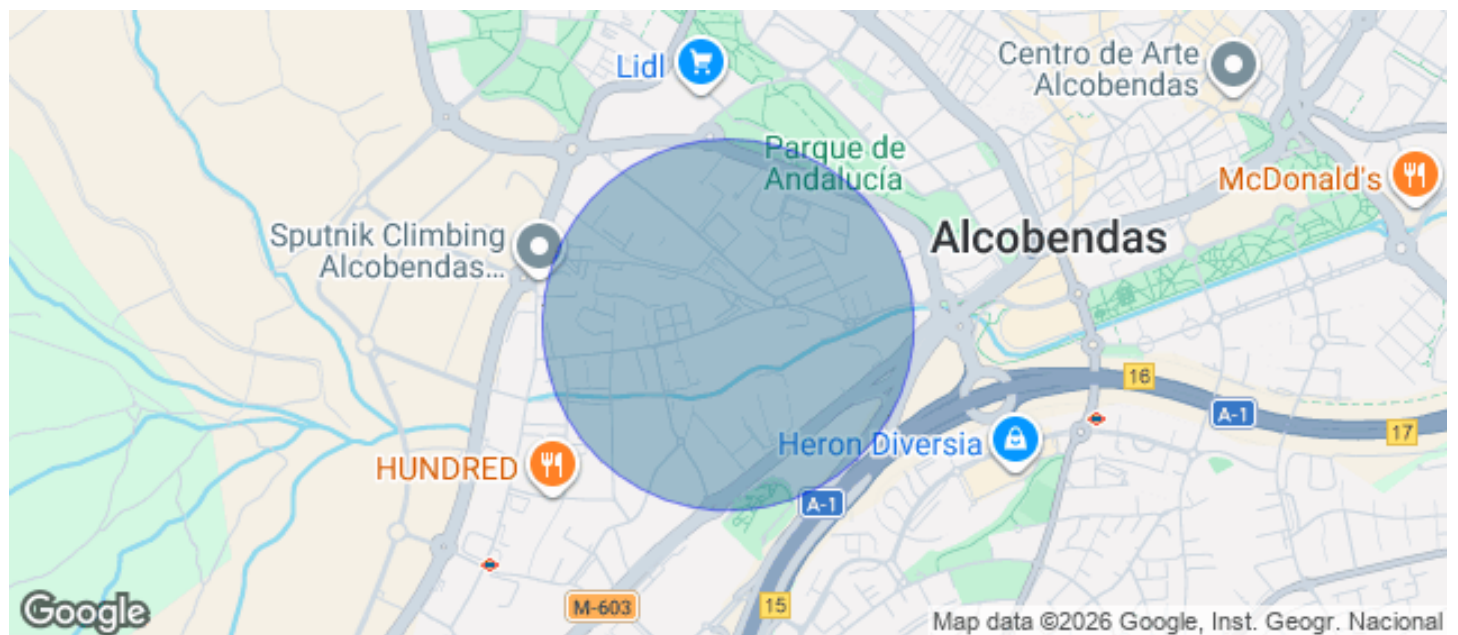 Lidl
Centro de Arte
Alcobendas
Parque de
Andalucía
McDonald's
Sputnik Climbing
Alcobendas...
Alcobendas
16
A-1
17
Heron Diversia
HUNDRED
A-1
M-603
15
Google
Map data ©2026 Google, Inst. Geogr. Nacional